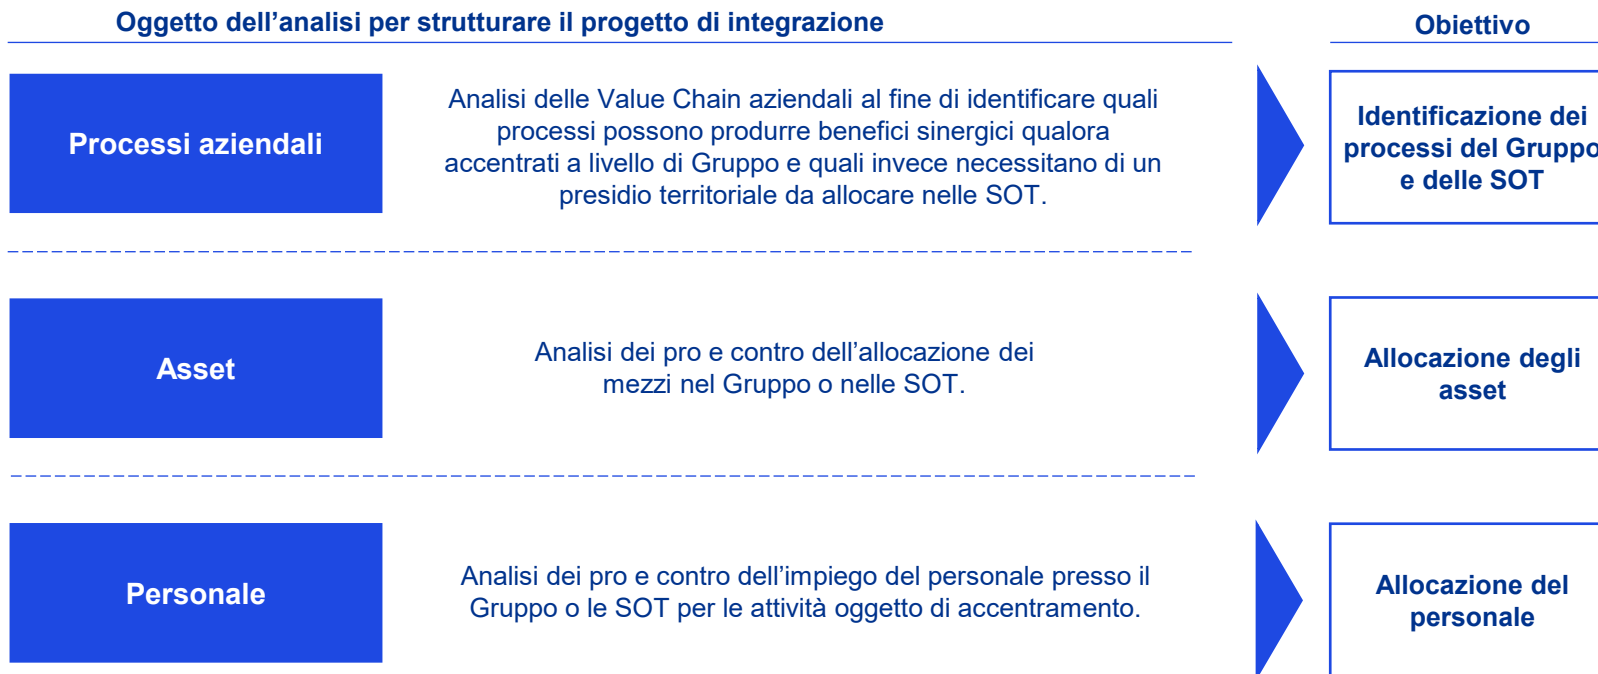 Oggetto dell'analisi per strutturare il progetto di integrazione
Obiettivo
Processi aziendali
Analisi delle Value Chain aziendali al fine di identificare quali
processi possono produrre benefici sinergici qualora
accentrati a livello di Gruppo e quali invece necessitano di un
presidio territoriale da allocare nelle SOT.
Identificazione dei
processi del Gruppo
e delle SOT
Asset
Analisi dei pro e contro dell'allocazione dei
mezzi nel Gruppo o nelle SOT.
Allocazione degli
asset
Personale
Analisi dei pro e contro dell'impiego del personale presso il
Gruppo o le SOT per le attività oggetto di accentramento.
Allocazione del
personale